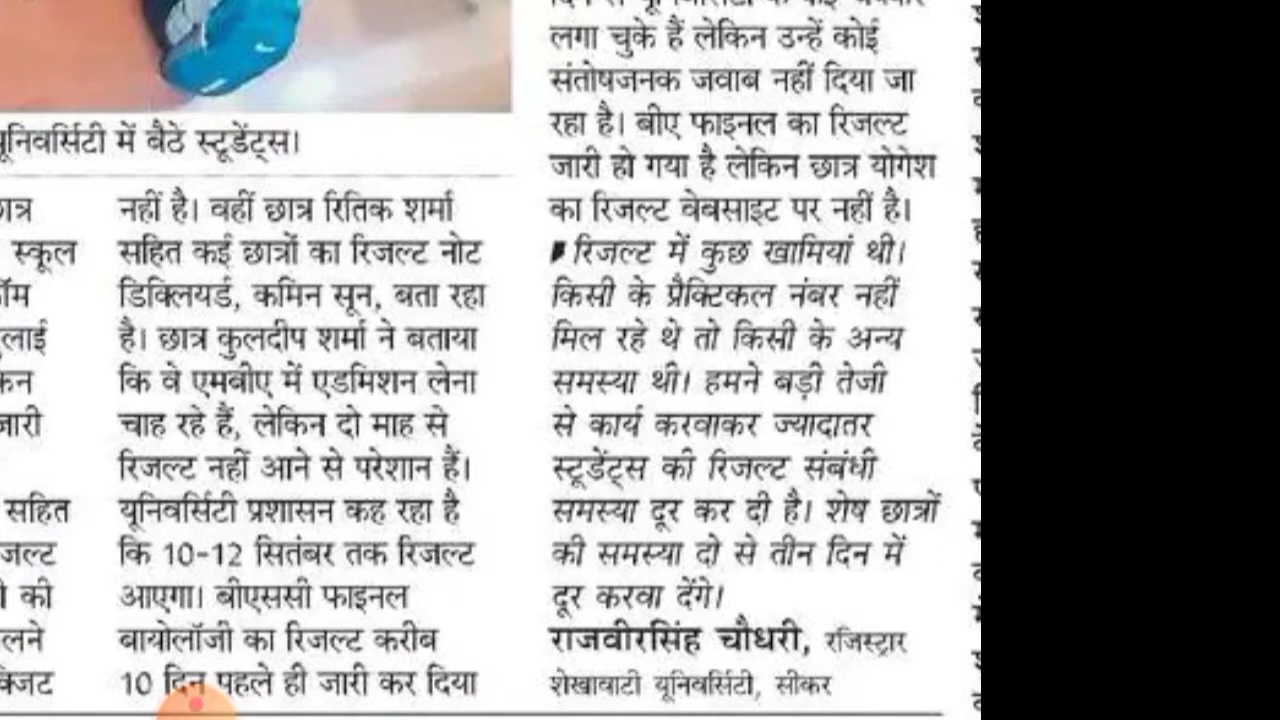 यूनिवर्सिटी में बैठे स्टूडेंट्स।
स्कूल
सहित
की
नहीं है। वहीं छात्र रितिक शर्मा
सहित कई छात्रों का रिजल्ट नोट
डिक्लियर्ड, कमिन सून, बता रहा
है। छात्र कुलदीप शर्मा ने बताया
कि वे एमबीए में एडमिशन लेना
चाह रहे हैं, लेकिन दो माह से
रिजल्ट नहीं आने से परेशान हैं।
यूनिवर्सिटी प्रशासन कह रहा है
कि 10-12 सितंबर तक रिजल्ट
आएगा। बीएससी फाइनल
बायोलॉजी का रिजल्ट करीब
10 दिन पहले ही जारी कर दिया
लगा चुके हैं लेकिन उन्हें कोई
संतोषजनक जवाब नहीं दिया जा
रहा है। बीए फाइनल का रिजल्ट
जारी हो गया है लेकिन छात्र योगेश
का रिजल्ट वेबसाइट पर नहीं है।
रिजल्ट में कुछ खामियां थी।
किसी के प्रैक्टिकल नंबर नहीं
मिल रहे थे तो किसी के अन्य
समस्या थी। हमने बड़ी तेजी
से कार्य करवाकर ज्यादातर
स्टूडेंट्स की रिजल्ट संबंधी
समस्या दूर कर दी है। शेष छात्रों
की समस्या दो से तीन दिन में
दूर करवा देंगे।
राजवीरसिंह चौधरी, रजिस्ट्रार
शेखावाटी यूनिवर्सिटी, सीकर